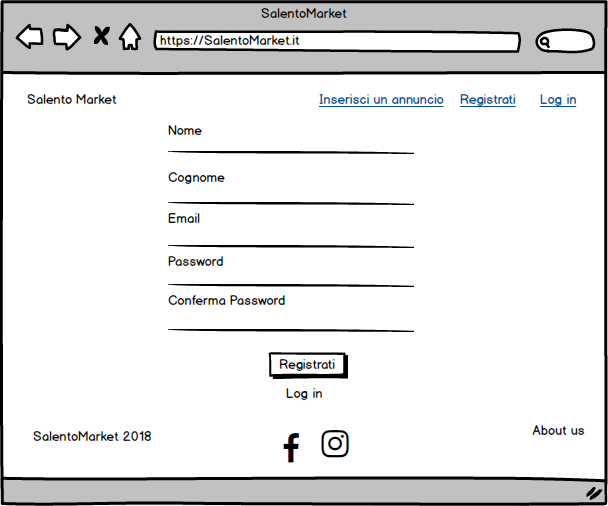 SalentoMarket
https://SalentoMarket.it
Salento Market
Inserisci un annuncio
Registrati
Log in
Nome
Cognome
Email
Password
Conferma Password
Registrati
Log in
SalentoMarket 2018
About us